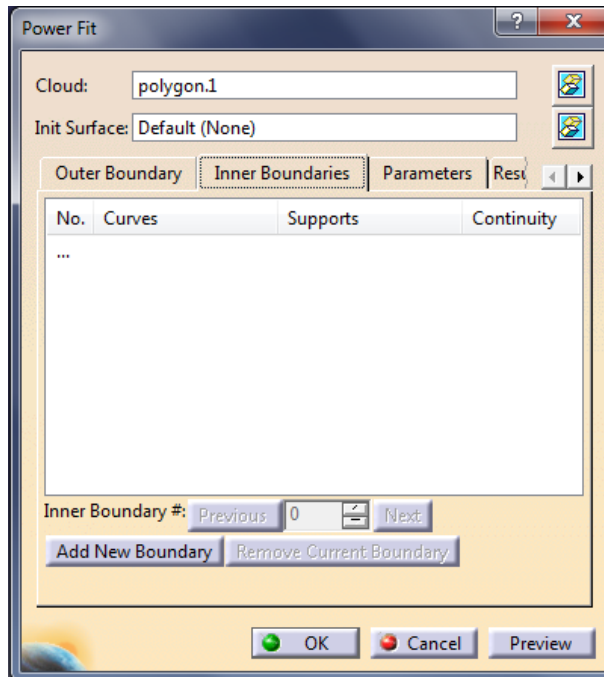 Power Fit
Cloud: polygon.1
Init Surface: Default (None)
Outer Boundary Inner Boundaries Parameters Resu
No. Curves Supports Continuity
...
Inner Boundary #: Previous 0 Next
Add New Boundary Remove Current Boundary
OK Cancel Preview